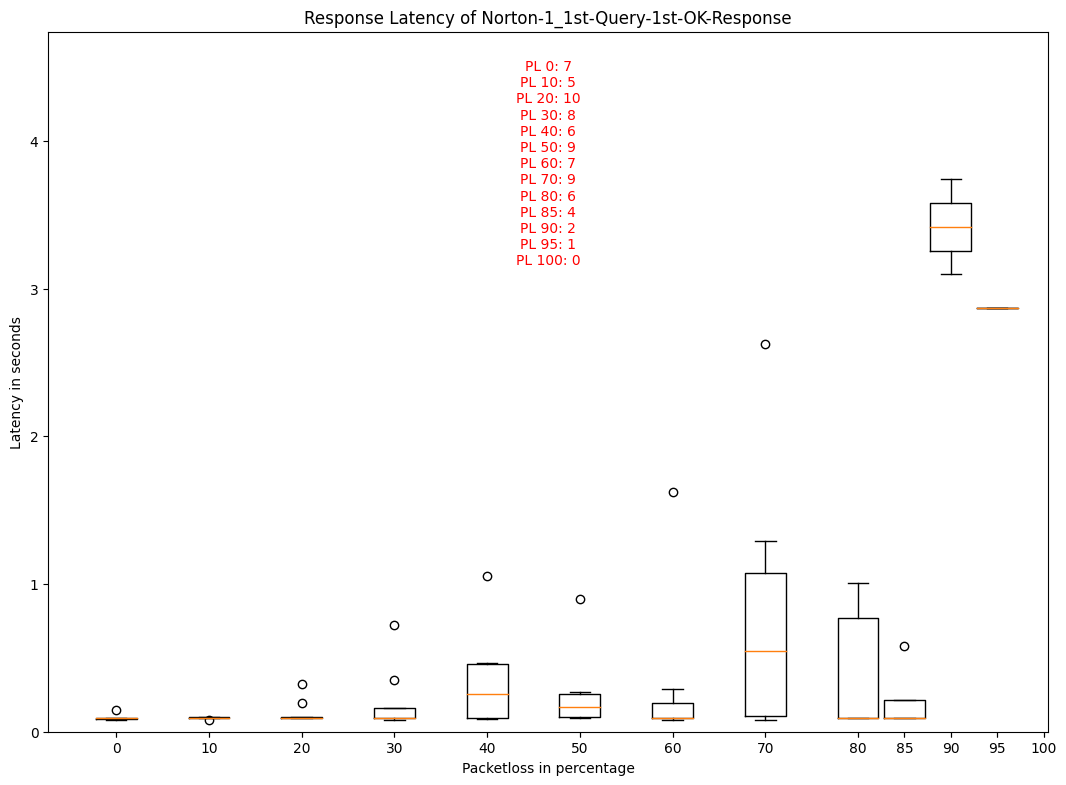 Response Latency of Norton-1_1st-Query-1st-OK-Response
PL 0: 7
PL 10: 5
PL 20: 10
PL 30: 8
PL 40: 6
PL 50: 9
PL 60: 7
PL 70: 9
PL 80: 6
PL 85: 4
PL 90: 2
PL 95: 1
PL 100: 0
Latency in seconds
4
3
2
1
0
0 10 20 30 40 50 60 70 80 85 90 95 100
Packetloss in percentage